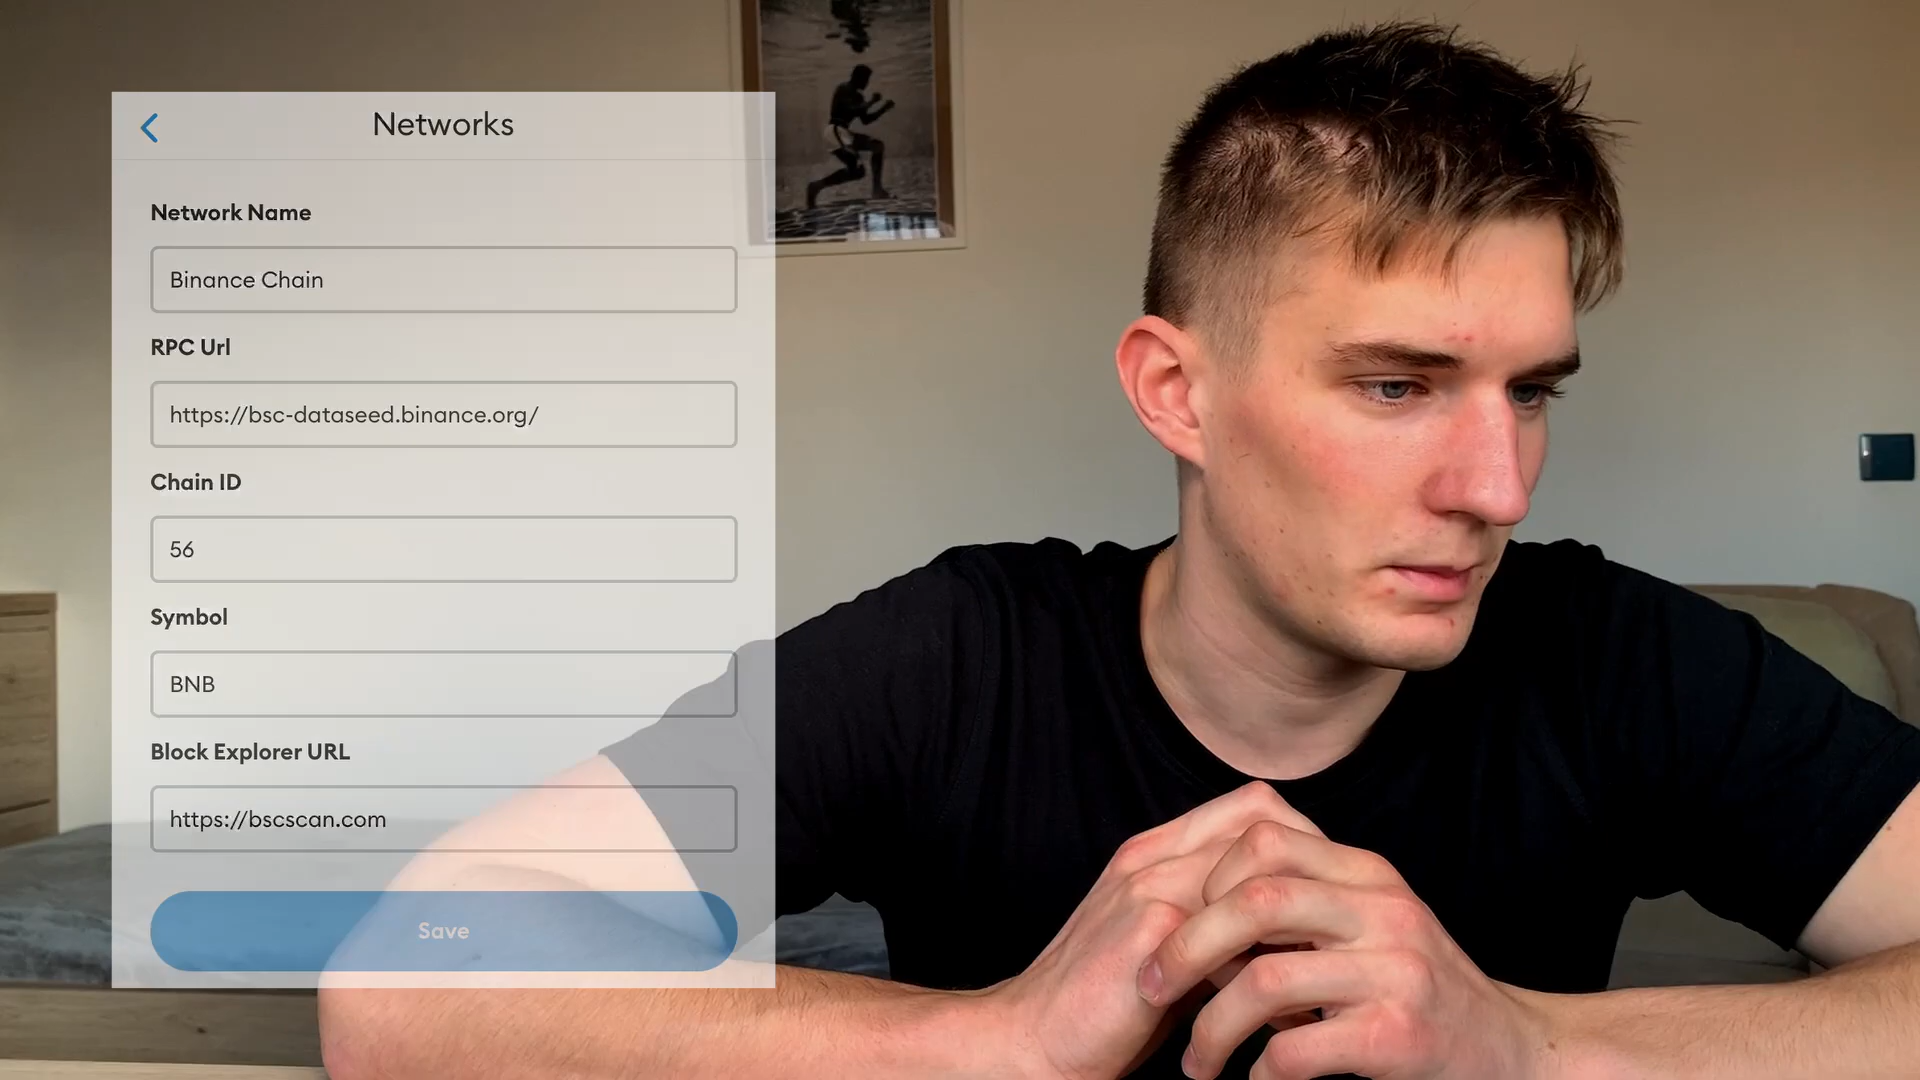 Networks
Network Name
Binance Chain
RPC Url
https://bsc-dataseed.binance.org/
Chain ID
56
Symbol
BNB
Block Explorer URL
https://bscscan.com
Save